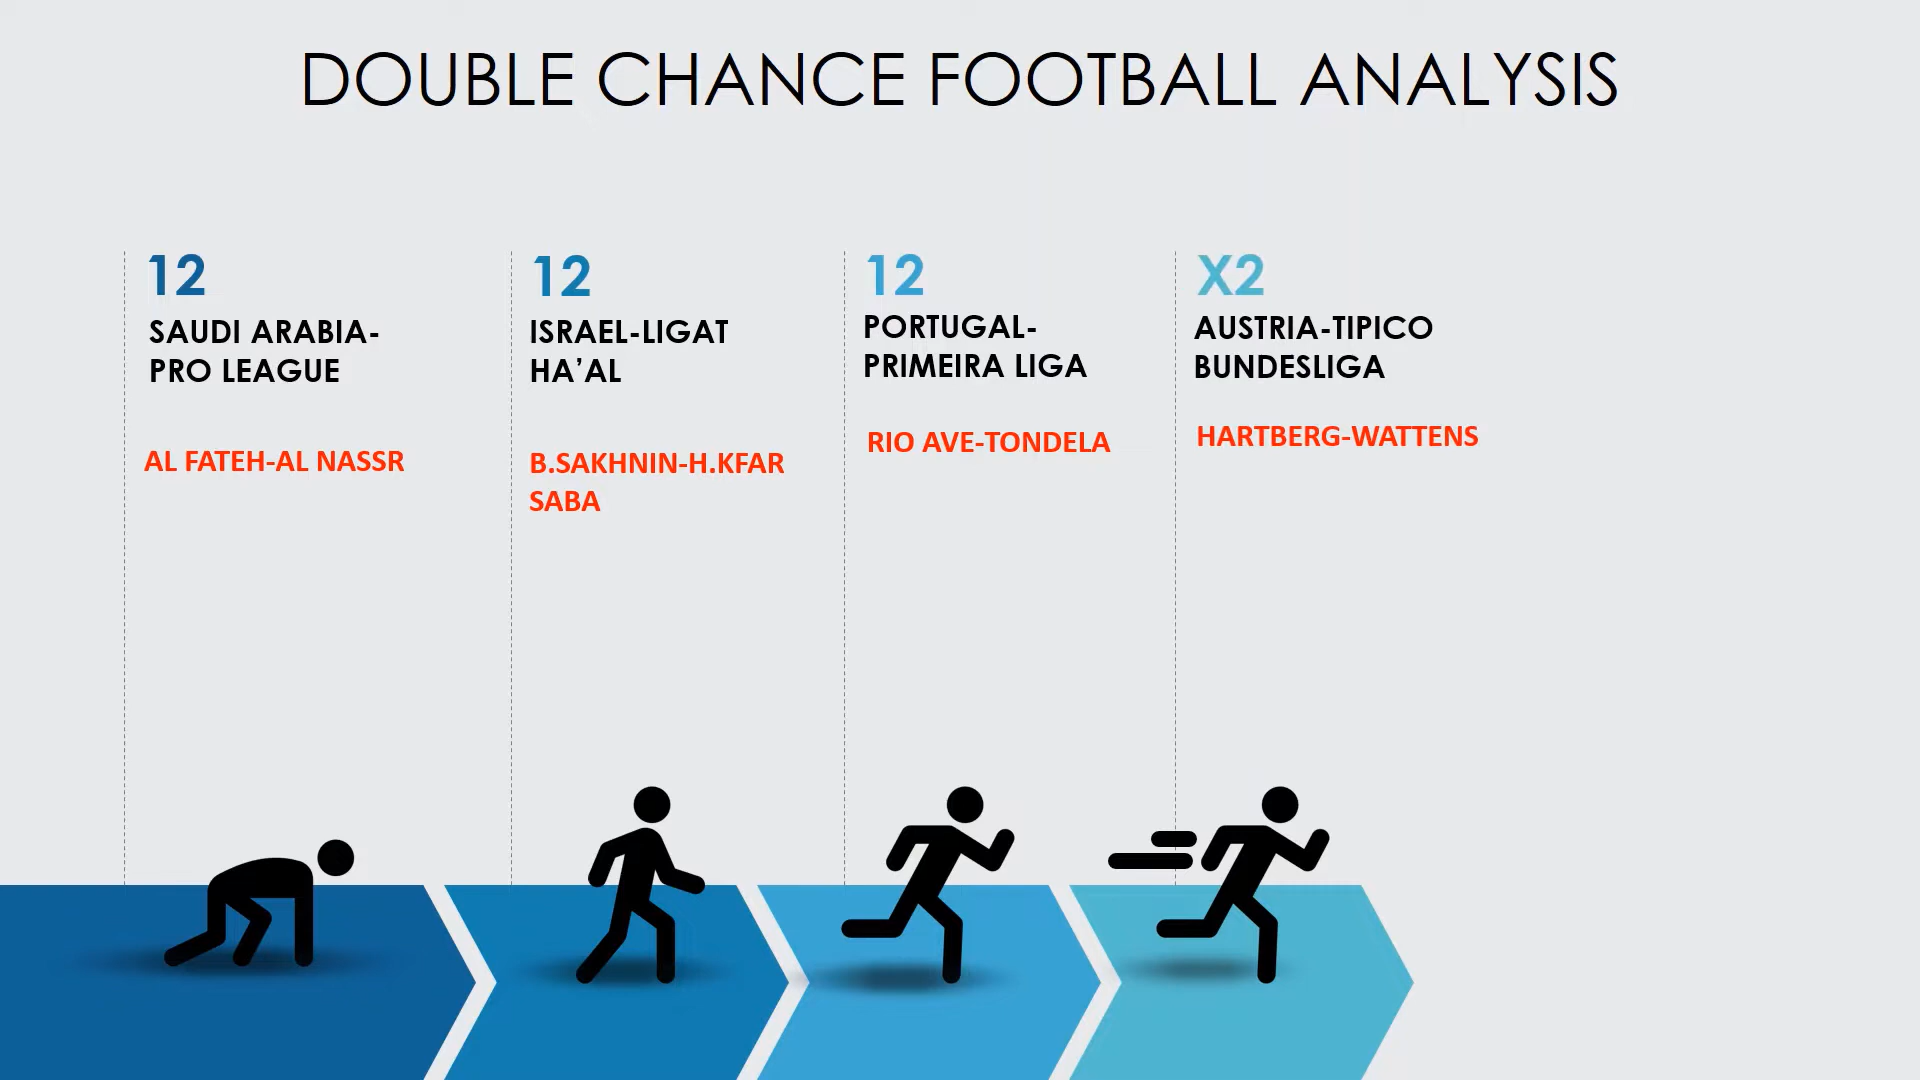 DOUBLE CHANCE FOOTBALL ANALYSIS
12
SAUDI ARABIA-
PRO LEAGUE
AL FATEH-AL NASSR
12
ISRAEL-LIGAT
HA’AL
B.SAKHNIN-H.KFAR
SABA
12
PORTUGAL-
PRIMEIRA LIGA
RIO AVE-TONDELA
X2
AUSTRIA-TIPICO
BUNDESLIGA
HARTBERG-WATTENS